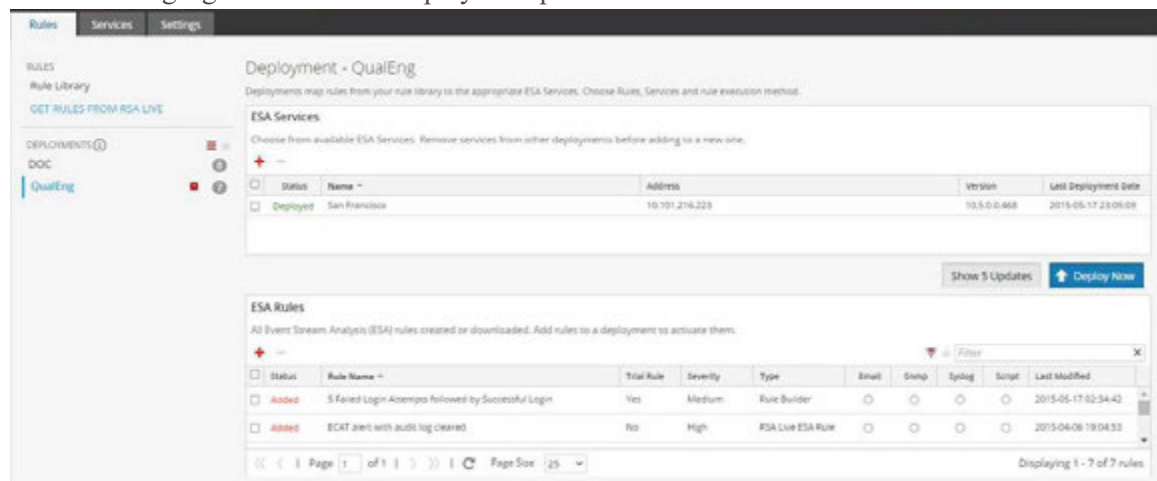 Rules Services Settings
RULES
Rule Library
GET RULES FROM RSA LIVE
DEPLOYMENTS
DOC
QualEng
Deployment - QualEng
Deployments map rules from your rule library to the appropriate ESA Services. Choose Rules, Services and rule execution method.
ESA Services
Choose from available ESA Services. Remove services from other deployments before adding to a new one.
Status Name Address Version Last Deployment Date
Deployed San Francisco 10.101.216.223 10.5.0.0.468 2015-05-17 23:05:09
Show 5 Updates Deploy Now
ESA Rules
All Event Stream Analysis (ESA) rules created or downloaded. Add rules to a deployment to activate them.
Filter X
Status Rule Name Trial Rule Severity Type Email Snmp Syslog Script Last Modified
Added 5 Failed Login Attempts followed by Successful Login Yes Medium Rule Builder 2015-05-17 02:34:42
Added ECAT alert with audit log cleared No High RSA Live ESA Rule 2015-04-06 19:04:53
Page 1 of 1 Page Size 25 Displaying 1 - 7 of 7 rules